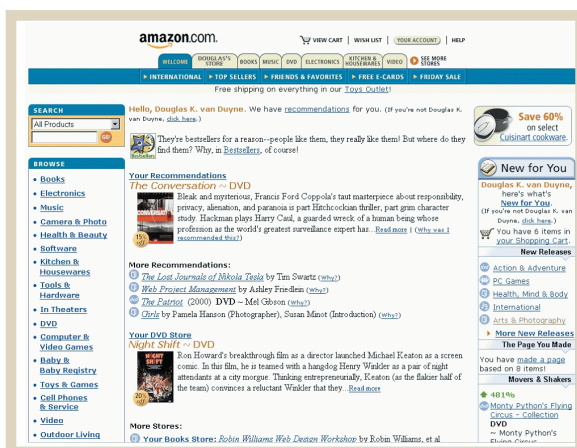 amazon.com.
VIEW CART | WISH LIST | YOUR ACCOUNT | HELP
WELCOME
DOUGLAS'S STORE
BOOKS
MUSIC
DVD
ELECTRONICS
KITCHEN & HOUSEWARES
VIDEO
SEE MORE STORES
INTERNATIONAL
TOP SELLERS
FRIENDS & FAVORITES
FREE E-CARDS
FRIDAY SALE
Free shipping on everything in our Toys Outlet!
SEARCH
All Products
GO!
BROWSE
• Books
• Electronics
• Music
• Camera & Photo
• Health & Beauty
• Software
• Kitchen &
Housewares
• Tools &
Hardware
• In Theaters
• DVD
• Computer &
Video Games
• Baby &
Baby Registry
• Toys & Games
• Cell Phones
& Service
• Video
• Outdoor Living
Hello, Douglas K. van Duyne. We have recommendations for you. (If you're not Douglas K.
van Duyne, click here.)
Bestsellers
They're bestsellers for a reason--people like them, they really like them! But where do they
find them? Why, in Bestsellers, of course!
Your Recommendations
The Conversation ~ DVD
15% off
Bleak and mysterious, Francis Ford Coppola's taut masterpiece about responsibility,
privacy, alienation, and paranoia is part Hitchcockian thriller, part grim character
study. Hackman plays Harry Caul, a guarded wreck of a human being whose
profession as the world's greatest surveillance expert has...Read more | (Why was I
recommended this?)
More Recommendations:
The Lost Journals of Nikola Tesla by Tim Swartz (Why?)
Web Project Management by Ashley Friedlein (Why?)
The Patriot (2000) DVD ~ Mel Gibson (Why?)
Girls by Pamela Hanson (Photographer), Susan Minot (Introduction) (Why?)
Your DVD Store
Night Shift ~ DVD
NIGHT SHIFT
20% off
Ron Howard's breakthrough film as a director launched Michael Keaton as a screen
comic. In this film, he is teamed with a hangdog Henry Winkler as a pair of night
attendants at a city morgue. Thinking entrepreneurially, Keaton (as the flakier half of
the team) convinces a reluctant Winkler that they...Read more
More Stores:
Your Books Store: Robin Williams Web Design Workshop by Robin Williams, et al
Save 60%
on select
Cuisinart cookware.
New for You
Douglas K. van Duyne,
here's what's
New for You.
(If you're not Douglas K. van
Duyne, click here.)
You have 6 items in
your Shopping Cart.
New Releases
Action & Adventure
PC Games
Health, Mind & Body
International
Arts & Photography
More New Releases
The Page You Made
You have made a page
based on 8 items!
Movers & Shakers
481%
Monty Python's Flying
Circus - Collection
DVD
~ Monty Python's
Flying Circus